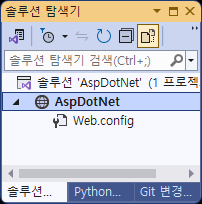 솔루션 탐색기
솔루션 탐색기 검색(Ctrl+;)
솔루션 'AspDotNet' (1 프로젝
AspDotNet
Web.config
솔루션... Python... Git 변경...